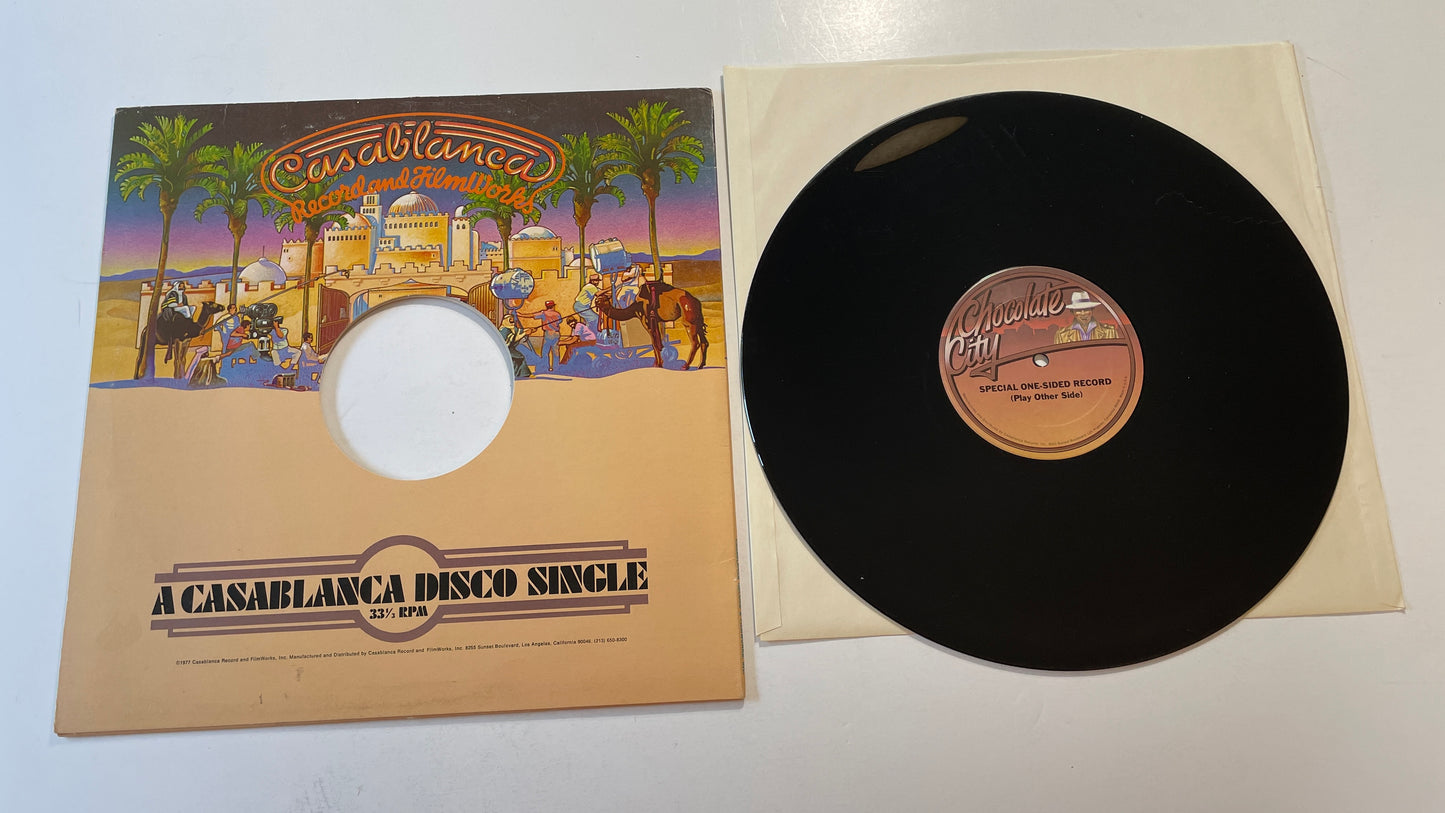 Casablanca
Record and FilmWorks
A CASABLANCA DISCO SINGLE
33⅓ RPM
©1977 Casablanca Record and FilmWorks, Inc. Manufactured and Distributed by Casablanca Record and FilmWorks, Inc. 8255 Sunset Boulevard, Los Angeles, California 90046, (213) 650-8300
Chocolate
City
SPECIAL ONE-SIDED RECORD
(Play Other Side)